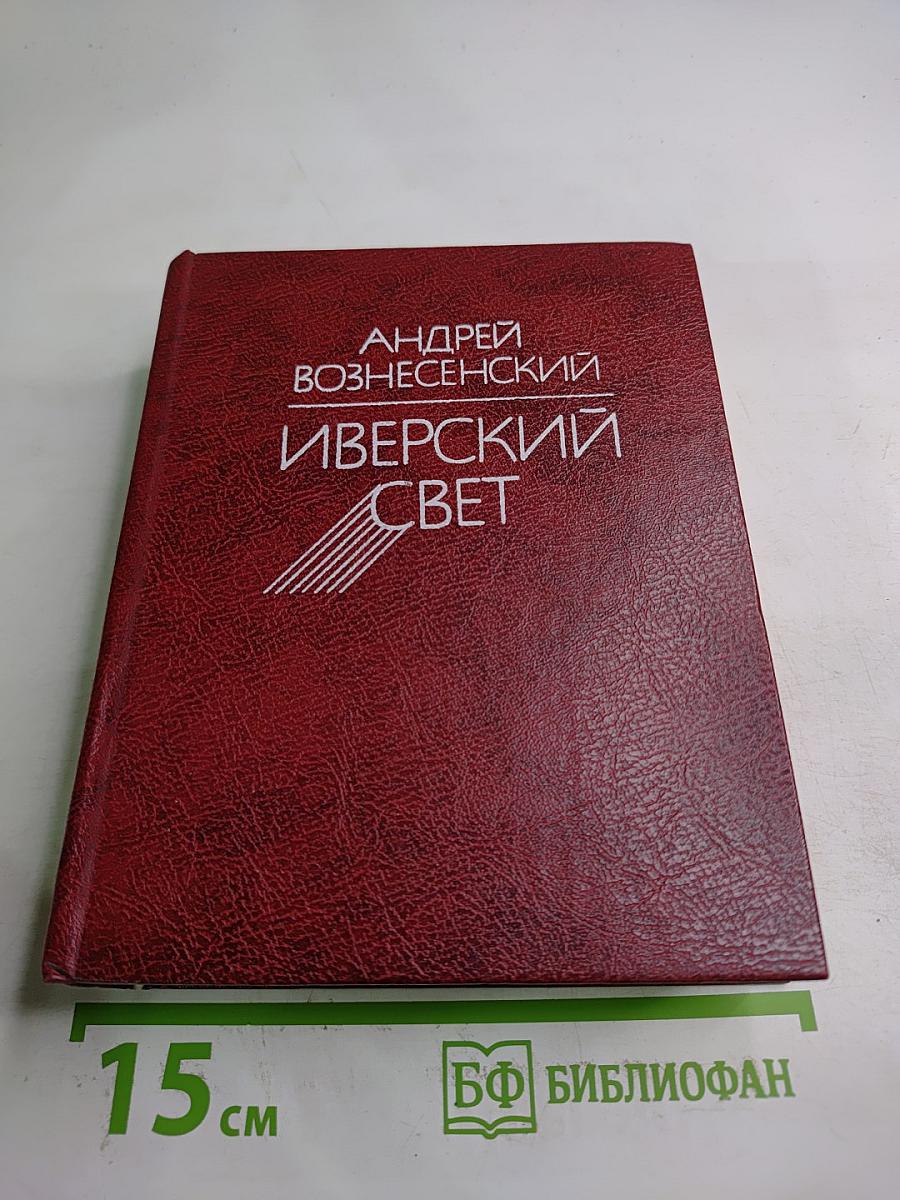 АНДРЕЙ
ВОЗНЕСЕНСКИЙ
ИВЕРСКИЙ
СВЕТ
15 см
БФ БИБЛИОФАН